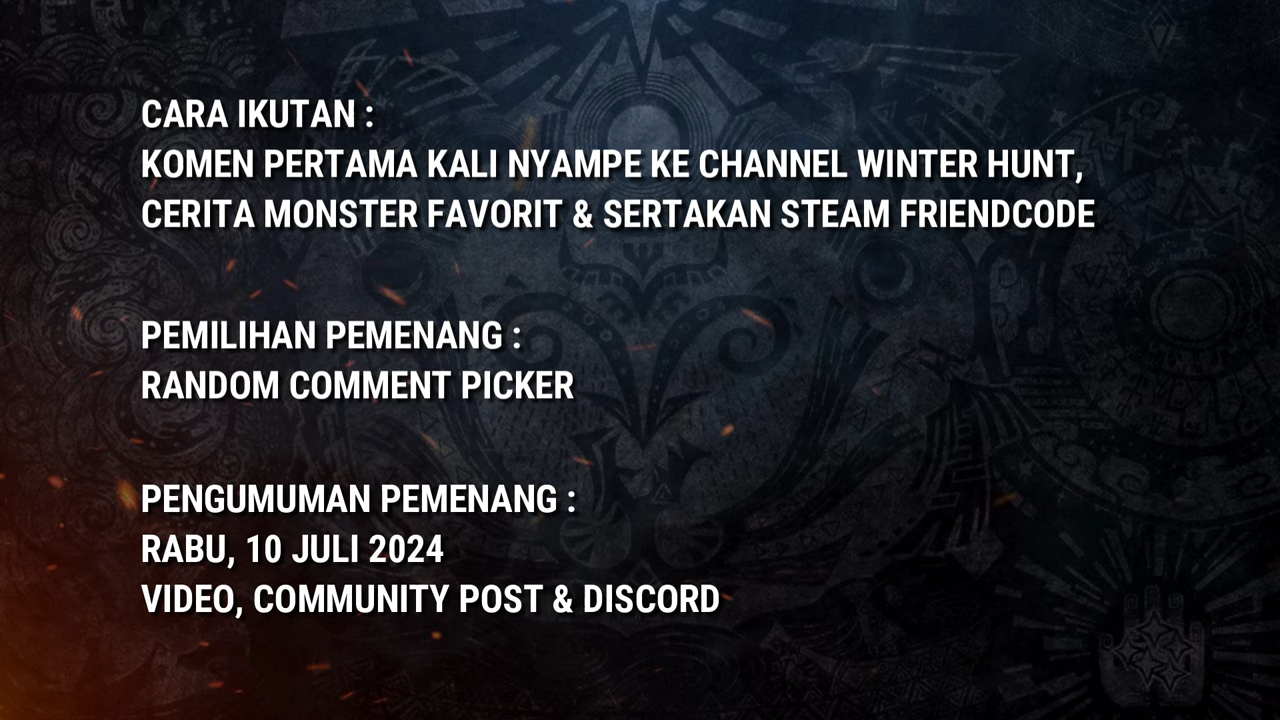 CARA IKUTAN :
KOMEN PERTAMA KALI NYAMPE KE CHANNEL WINTER HUNT,
CERITA MONSTER FAVORIT & SERTAKAN STEAM FRIENDCODE
PEMILIHAN PEMENANG :
RANDOM COMMENT PICKER
PENGUMUMAN PEMENANG :
RABU, 10 JULI 2024
VIDEO, COMMUNITY POST & DISCORD